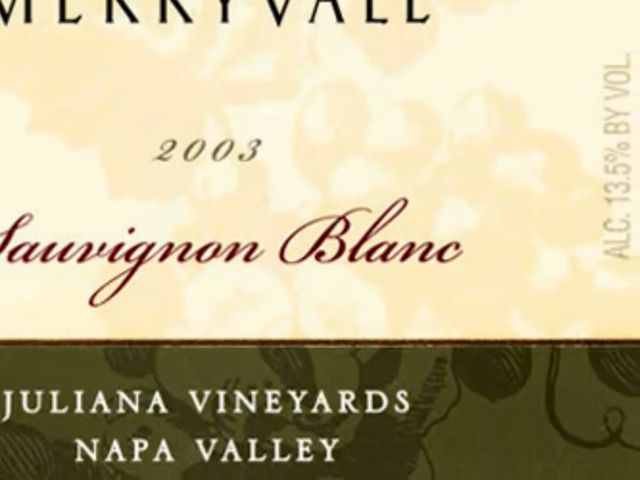 MERRYVALE
2003
Sauvignon Blanc
JULIANA VINEYARDS
NAPA VALLEY
ALC. 13.5% BY VOL.